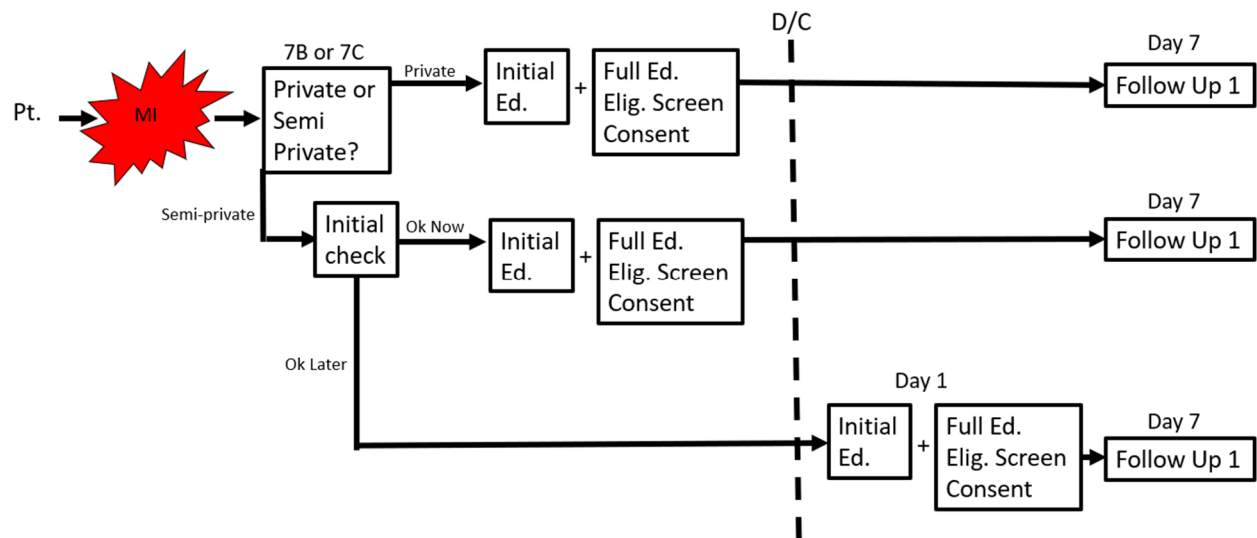 D/C
7B or 7C
Day 7
Pt.
MI
Private or
Semi
Private?
Private
Initial
Ed.
+
Full Ed.
Elig. Screen
Consent
Follow Up 1
Semi-private
Initial
check
Ok Now
Initial
Ed.
+
Full Ed.
Elig. Screen
Consent
Day 7
Follow Up 1
Ok Later
Day 1
Initial
Ed.
+
Full Ed.
Elig. Screen
Consent
Day 7
Follow Up 1